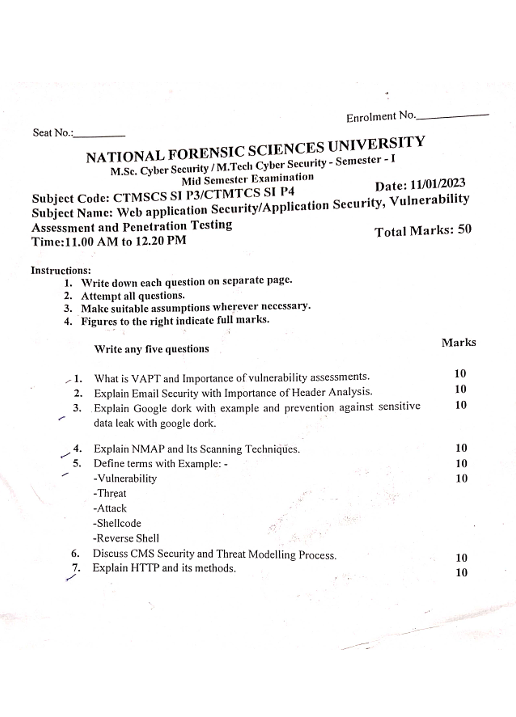 Enrolment No.
Seat No.:
NATIONAL FORENSIC SCIENCES UNIVERSITY
M.Sc. Cyber Security / M.Tech Cyber Security - Semester - I
Mid Semester Examination
Subject Code: CTMSCS SI P3/CTMTCS SI P4 Date: 11/01/2023
Subject Name: Web application Security/Application Security, Vulnerability
Assessment and Penetration Testing
Time:11.00 AM to 12.20 PM Total Marks: 50
Instructions:
1. Write down each question on separate page.
2. Attempt all questions.
3. Make suitable assumptions wherever necessary.
4. Figures to the right indicate full marks.
Write any five questions Marks
1. What is VAPT and Importance of vulnerability assessments. 10
2. Explain Email Security with Importance of Header Analysis. 10
3. Explain Google dork with example and prevention against sensitive 10
data leak with google dork.
4. Explain NMAP and Its Scanning Techniques. 10
5. Define terms with Example: - 10
-Vulnerability 10
-Threat
-Attack
-Shellcode
-Reverse Shell
6. Discuss CMS Security and Threat Modelling Process. 10
7. Explain HTTP and its methods. 10